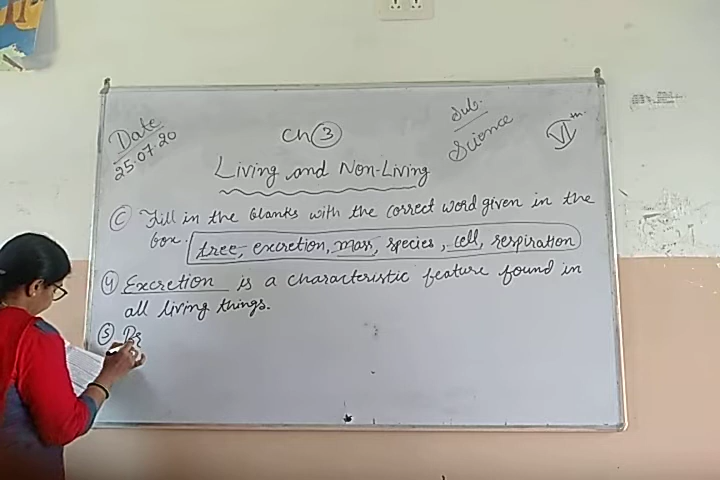 Date
25.07.20
Ch 3
Sub.
Science
VI m.
Living and Non-Living
C Fill in the blanks with the correct word given in the
box. tree, excretion, mass, species, cell, respiration
4 Excretion is a characteristic feature found in
all living things.
5